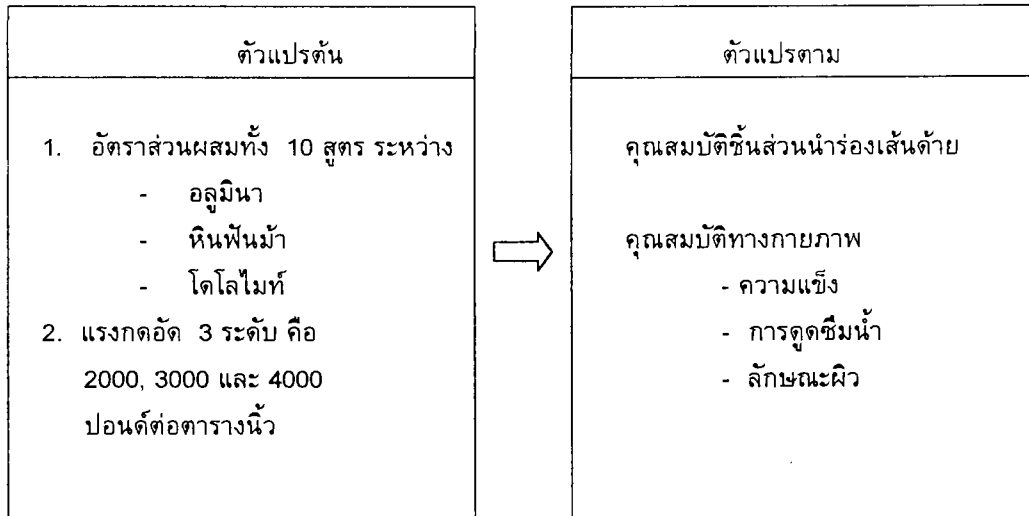 ตัวแปรต้น
1. อัตราส่วนผสมทั้ง 10 สูตร ระหว่าง
- อลูมินา
- หินฟันม้า
- โดโลไมท์
2. แรงกดอัด 3 ระดับ คือ
2000, 3000 และ 4000
ปอนด์ต่อตารางนิ้ว
ตัวแปรตาม
คุณสมบัติชิ้นส่วนนำร่องเส้นด้าย
คุณสมบัติทางกายภาพ
- ความแข็ง
- การดูดซึมน้ำ
- ลักษณะผิว